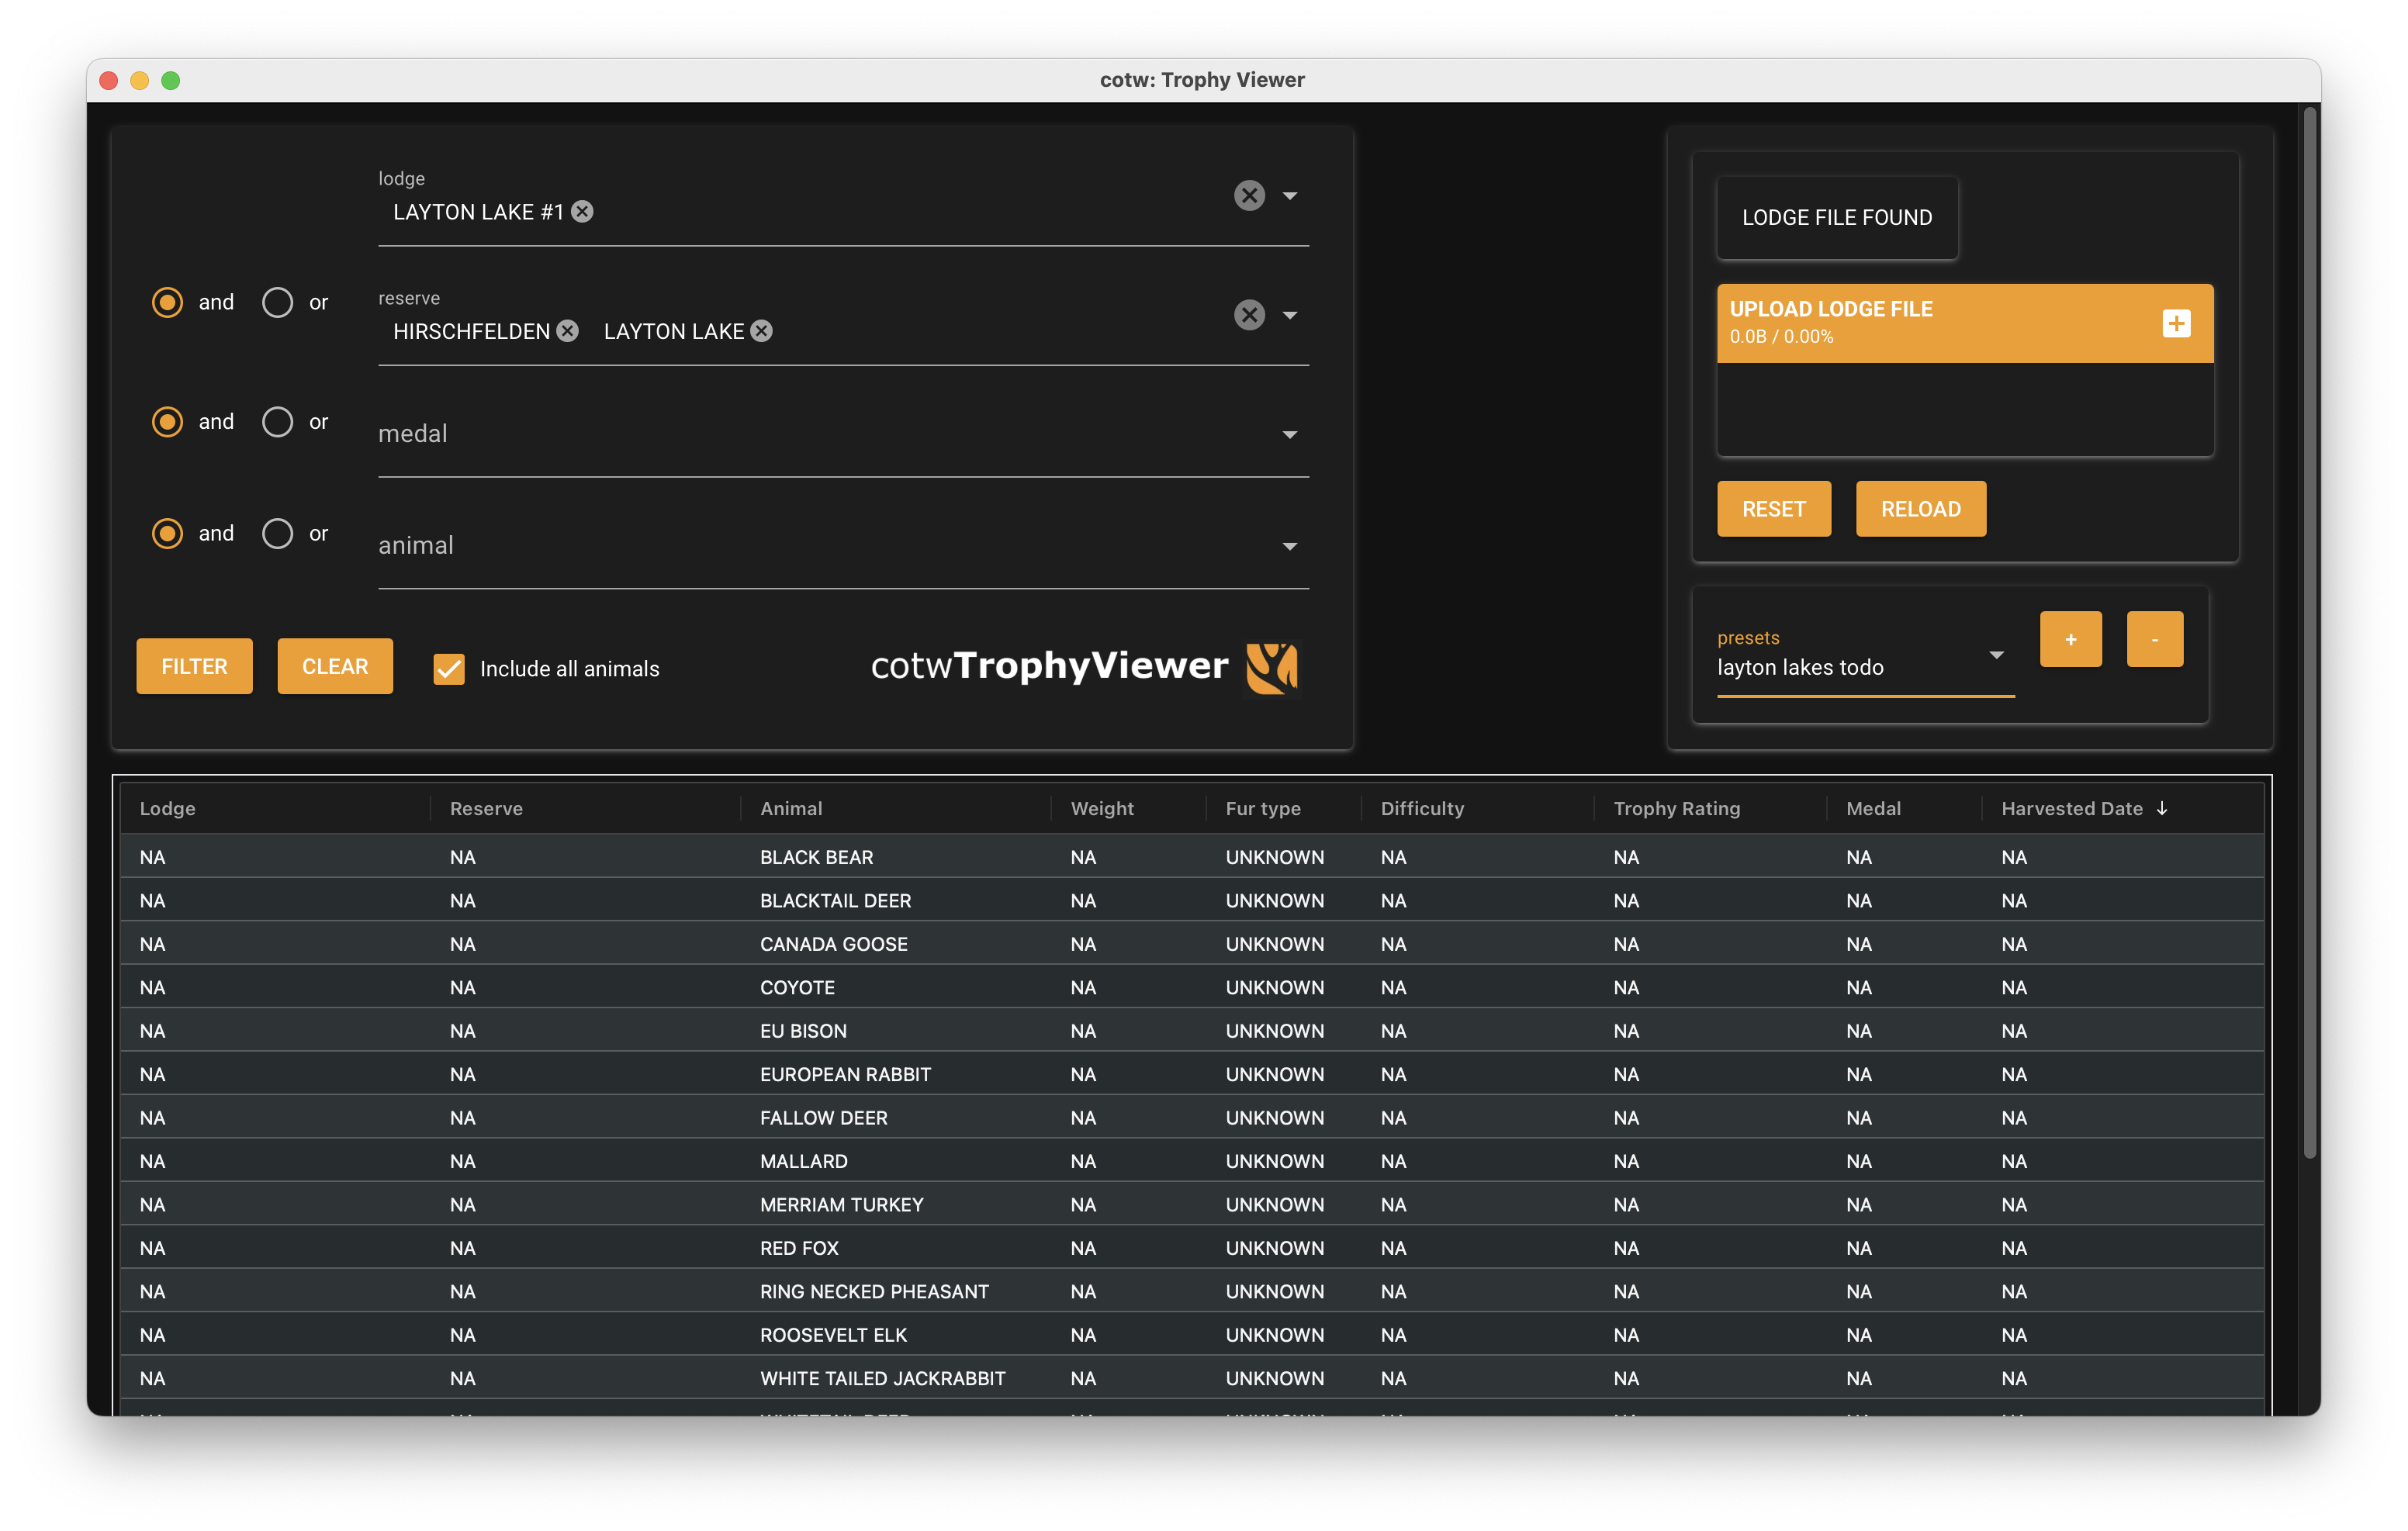 cotw: Trophy Viewer
lodge
LAYTON LAKE #1
and or
reserve
HIRSCHFELDEN LAYTON LAKE
and or
medal
and or
animal
FILTER CLEAR Include all animals
cotwTrophyViewer
LODGE FILE FOUND
UPLOAD LODGE FILE
0.0B / 0.00%
RESET RELOAD
presets
layton lakes todo
+ -
Lodge Reserve Animal Weight Fur type Difficulty Trophy Rating Medal Harvested Date ↓
NA NA BLACK BEAR NA UNKNOWN NA NA NA NA
NA NA BLACKTAIL DEER NA UNKNOWN NA NA NA NA
NA NA CANADA GOOSE NA UNKNOWN NA NA NA NA
NA NA COYOTE NA UNKNOWN NA NA NA NA
NA NA EU BISON NA UNKNOWN NA NA NA NA
NA NA EUROPEAN RABBIT NA UNKNOWN NA NA NA NA
NA NA FALLOW DEER NA UNKNOWN NA NA NA NA
NA NA MALLARD NA UNKNOWN NA NA NA NA
NA NA MERRIAM TURKEY NA UNKNOWN NA NA NA NA
NA NA RED FOX NA UNKNOWN NA NA NA NA
NA NA RING NECKED PHEASANT NA UNKNOWN NA NA NA NA
NA NA ROOSEVELT ELK NA UNKNOWN NA NA NA NA
NA NA WHITE TAILED JACKRABBIT NA UNKNOWN NA NA NA NA